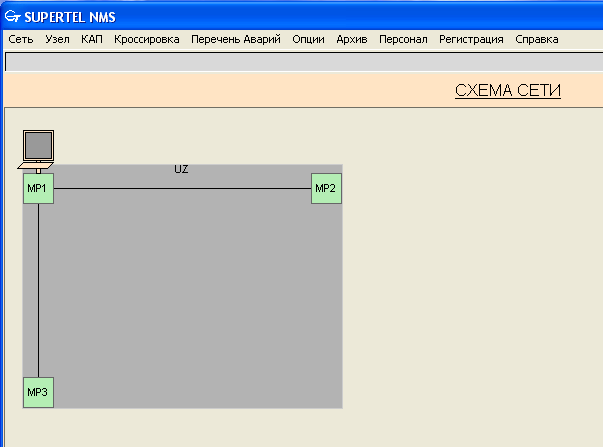 SUPERTEL NMS
Сеть Узел КАП Кроссировка Перечень Аварий Опции Архив Персонал Регистрация Справка
СХЕМА СЕТИ
UZ
MP1 MP2
MP3